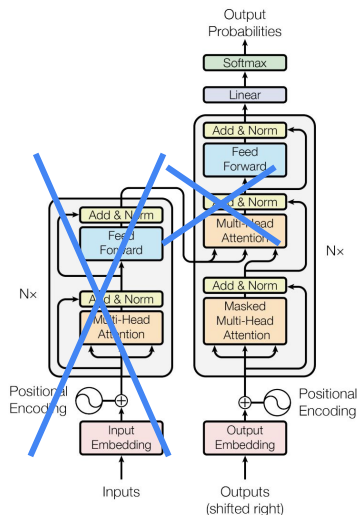 Output
Probabilities
Softmax
Linear
Add & Norm
Feed
Forward
Add & Norm
Multi-Head
Attention
Add & Norm
Masked
Multi-Head
Attention
Nx
Add & Norm
Feed
Forward
Add & Norm
Multi-Head
Attention
Nx
Positional
Encoding
Positional
Encoding
Input
Embedding
Output
Embedding
Inputs
Outputs
(shifted right)